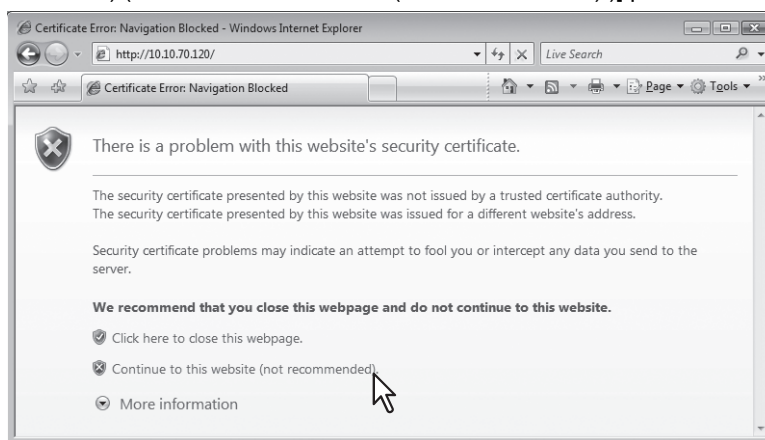 Certificate Error: Navigation Blocked - Windows Internet Explorer
http://10.10.70.120/
Live Search
Certificate Error: Navigation Blocked
Page
Tools
There is a problem with this website's security certificate.
The security certificate presented by this website was not issued by a trusted certificate authority.
The security certificate presented by this website was issued for a different website's address.
Security certificate problems may indicate an attempt to fool you or intercept any data you send to the
server.
We recommend that you close this webpage and do not continue to this website.
Click here to close this webpage.
Continue to this website (not recommended).
More information